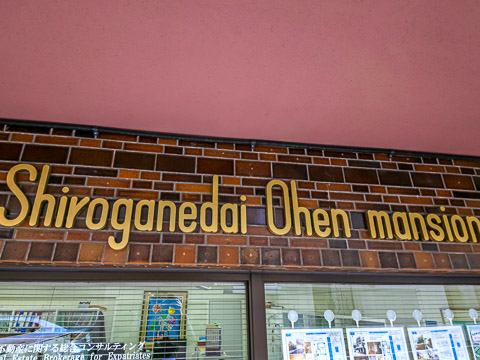 Shiroganedai Ohen mansion
不動産に関する総合コンサルティング
Estate Brokerage for Expatriates